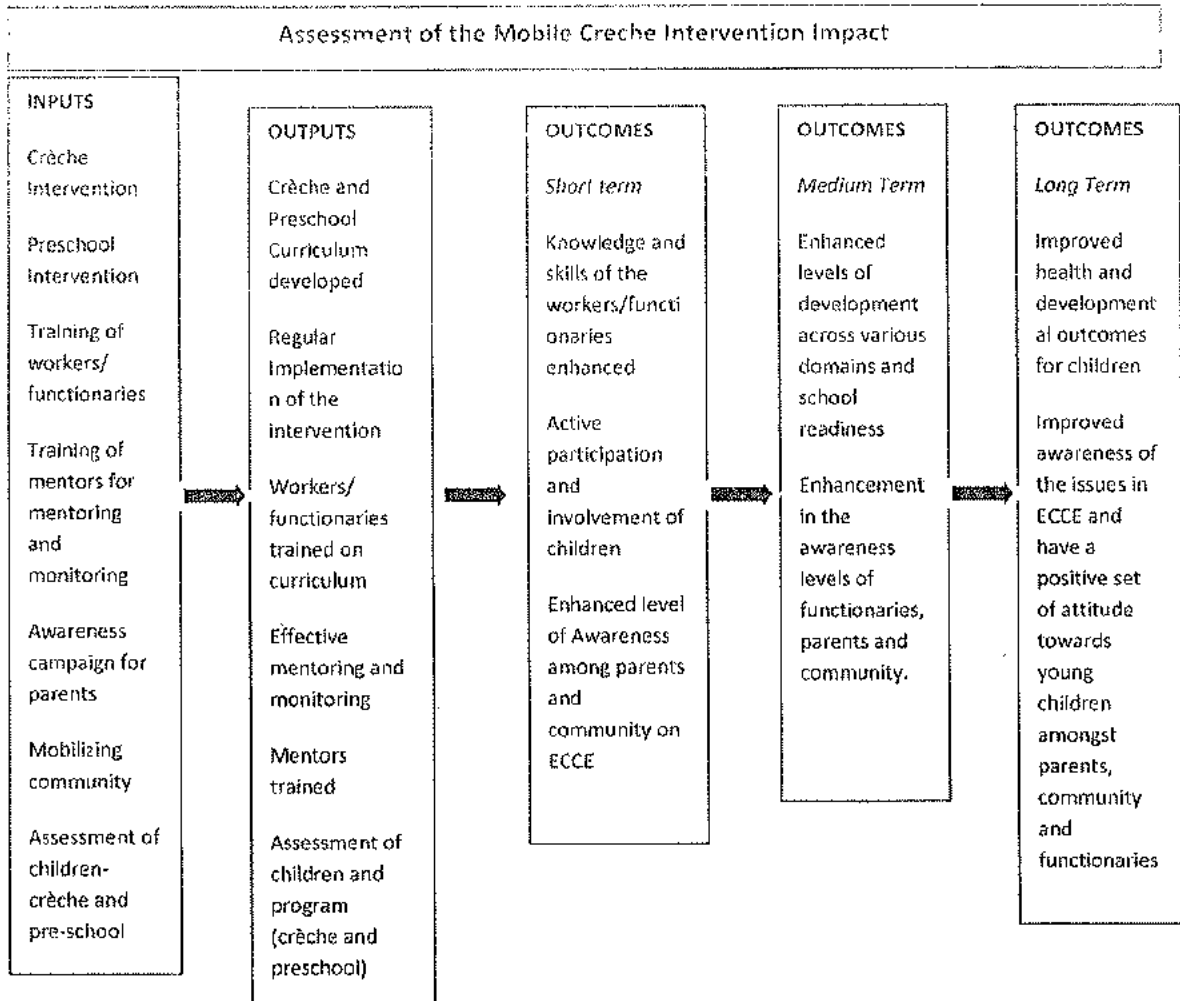 Assessment of the Mobile Creche Intervention Impact
INPUTS
Crèche
Intervention
Preschool
Intervention
Training of
workers/
functionaries
Training of
mentors for
mentoring
and
monitoring
Awareness
campaign for
parents
Mobilizing
community
Assessment of
children-
crèche and
pre-school
OUTPUTS
Crèche and
Preschool
Curriculum
developed
Regular
Implementatio
n of the
intervention
Workers/
functionaries
trained on
curriculum
Effective
mentoring and
monitoring
Mentors
trained
Assessment of
children and
program
(crèche and
preschool)
OUTCOMES
Short term
Knowledge and
skills of the
workers/functi
onaries
enhanced
Active
participation
and
involvement of
children
Enhanced level
of Awareness
among parents
and
community on
ECCE
OUTCOMES
Medium Term
Enhanced
levels of
development
across various
domains and
school
readiness
Enhancement
in the
awareness
levels of
functionaries,
parents and
community.
OUTCOMES
Long Term
Improved
health and
development
al outcomes
for children
Improved
awareness of
the issues in
ECCE and
have a
positive set
of attitude
towards
young
children
amongst
parents,
community
and
functionaries